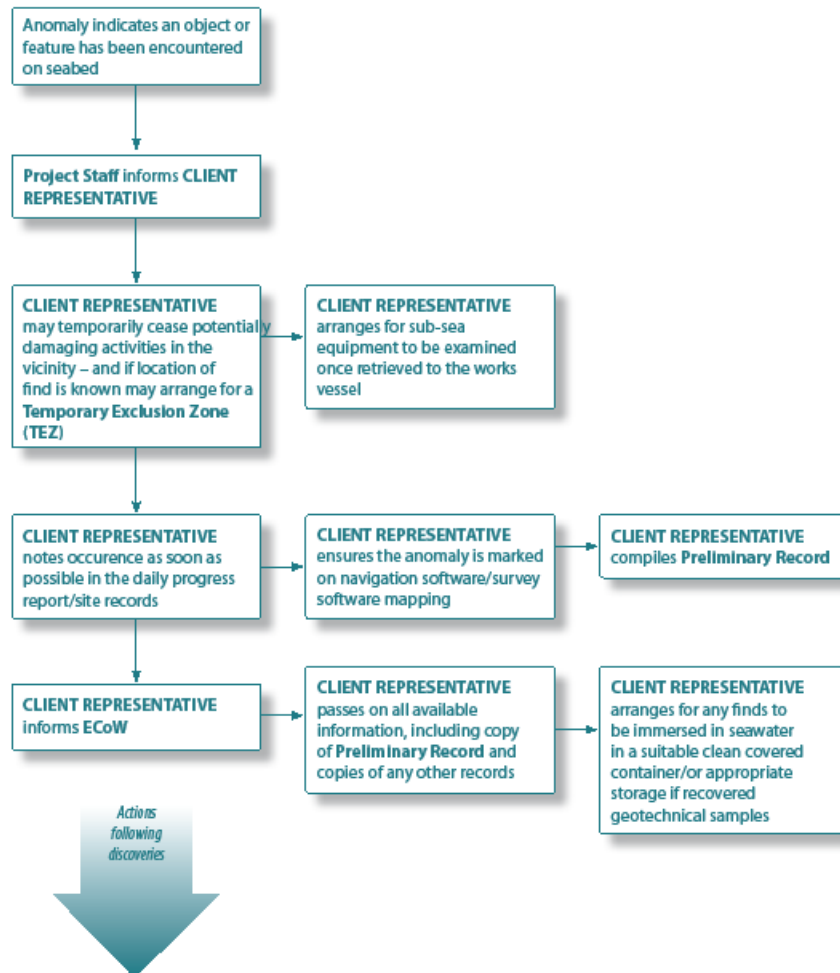 Anomaly indicates an object or
feature has been encountered
on seabed
Project Staff informs CLIENT
REPRESENTATIVE
CLIENT REPRESENTATIVE
may temporarily cease potentially
damaging activities in the
vicinity – and if location of
find is known may arrange for a
Temporary Exclusion Zone
(TEZ)
CLIENT REPRESENTATIVE
arranges for sub-sea
equipment to be examined
once retrieved to the works
vessel
CLIENT REPRESENTATIVE
notes occurence as soon as
possible in the daily progress
report/site records
CLIENT REPRESENTATIVE
ensures the anomaly is marked
on navigation software/survey
software mapping
CLIENT REPRESENTATIVE
compiles Preliminary Record
CLIENT REPRESENTATIVE
informs ECoW
CLIENT REPRESENTATIVE
passes on all available
information, including copy
of Preliminary Record and
copies of any other records
CLIENT REPRESENTATIVE
arranges for any finds to
be immersed in seawater
in a suitable clean covered
container/or appropriate
storage if recovered
geotechnical samples
Actions
following
discoveries